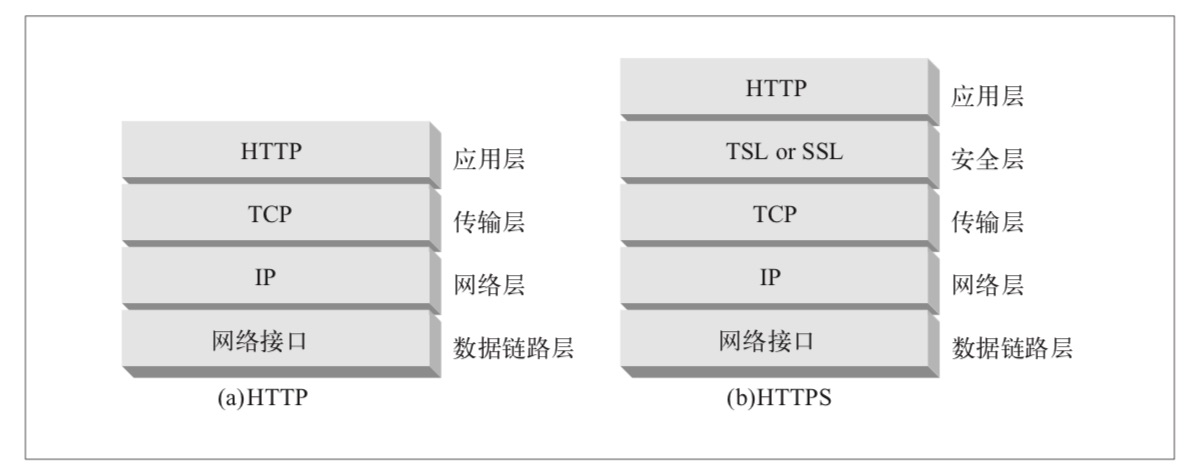 HTTP 应用层
TCP 传输层
IP 网络层
网络接口 数据链路层
(a)HTTP
HTTP 应用层
TSL or SSL 安全层
TCP 传输层
IP 网络层
网络接口 数据链路层
(b)HTTPS